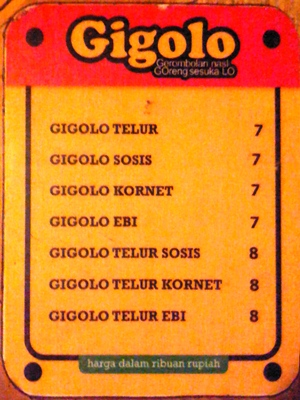 Gigolo
Gerombolan nasi
GOreng sesuka LO
GIGOLO TELUR 7
GIGOLO SOSIS 7
GIGOLO KORNET 7
GIGOLO EBI 7
GIGOLO TELUR SOSIS 8
GIGOLO TELUR KORNET 8
GIGOLO TELUR EBI 8
harga dalam ribuan rupiah